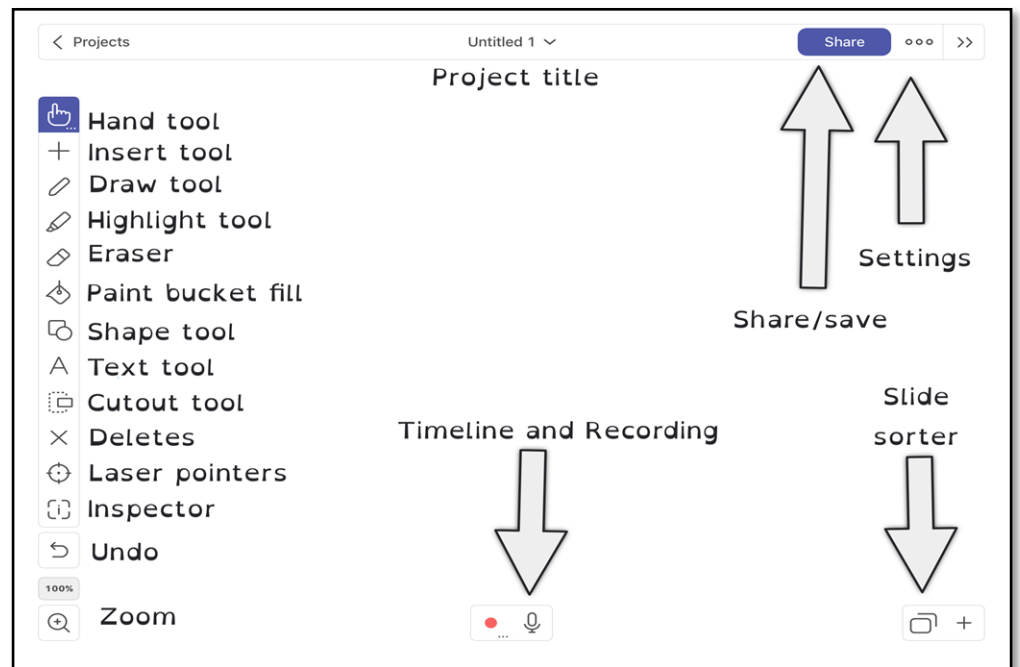 Projects
Untitled 1
Share
Project title
Hand tool
Insert tool
Draw tool
Highlight tool
Eraser
Settings
Paint bucket fill
Share/save
Shape tool
Text tool
Cutout tool
Slide
sorter
Timeline and Recording
Deletes
Laser pointers
Inspector
Undo
100%
Zoom